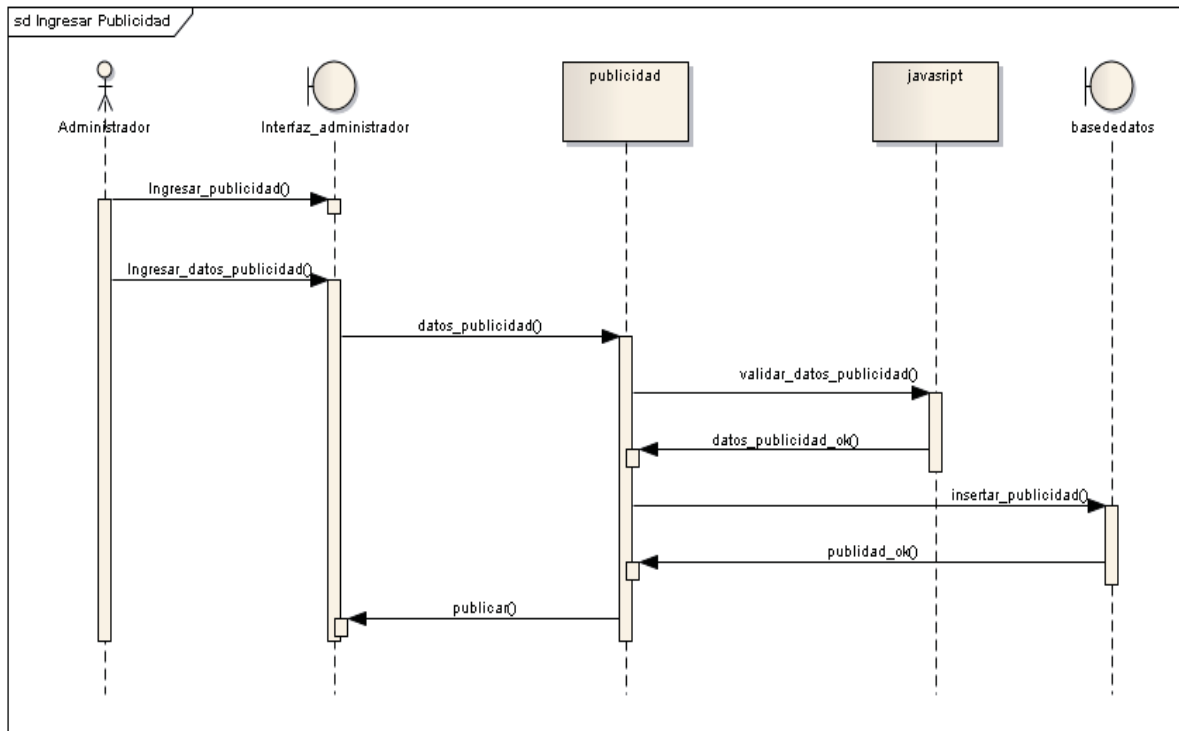 sd Ingresar Publicidad
Administrador
Interfaz_administrador
publicidad
javasript
basededatos
Ingresar_publicidad()
Ingresar_datos_publicidad()
datos_publicidad()
validar_datos_publicidad()
datos_publicidad_ok()
insertar_publicidad()
publidad_ok()
publicar()